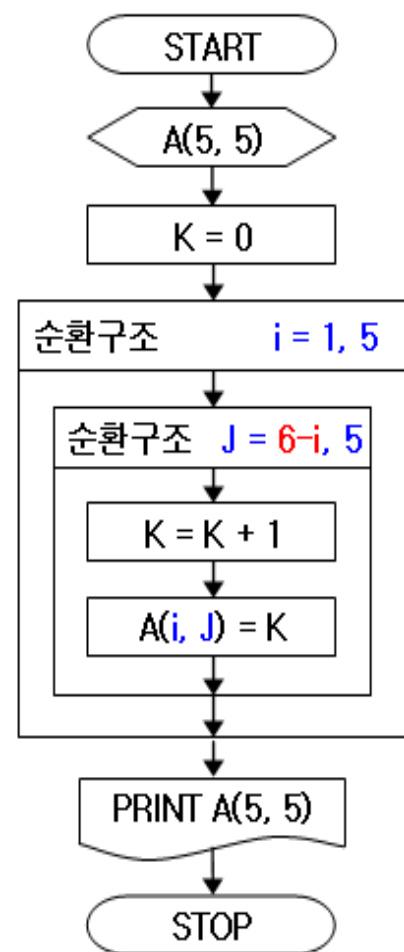 START
A(5, 5)
K = 0
순환구조 i = 1, 5
순환구조 J = 6-i, 5
K = K + 1
A(i, J) = K
PRINT A(5, 5)
STOP